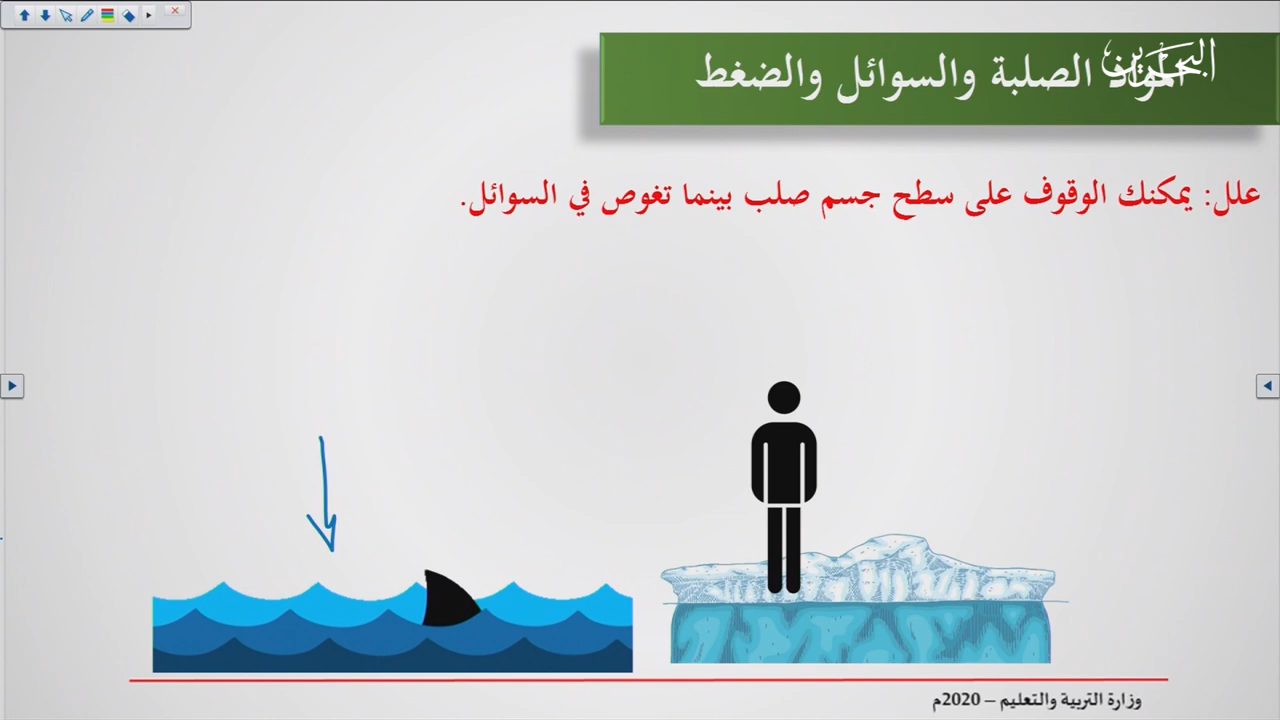 المواد الصلبة والسوائل والضغط
البحرين
علل: يمكنك الوقوف على سطح جسم صلب بينما تغوص في السوائل.
وزارة التربية والتعليم – 2020م